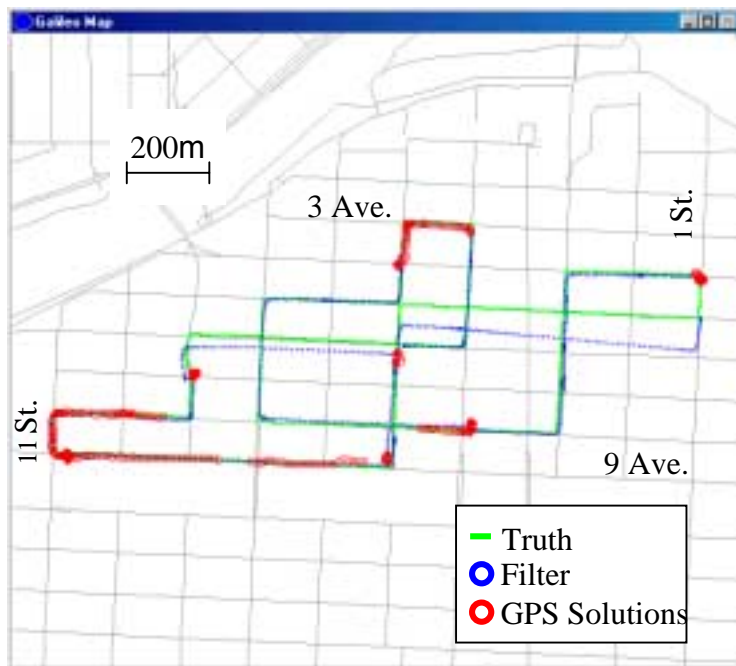 Galileo Map
200m
3 Ave.
1 St.
11 St.
9 Ave.
Truth
Filter
GPS Solutions